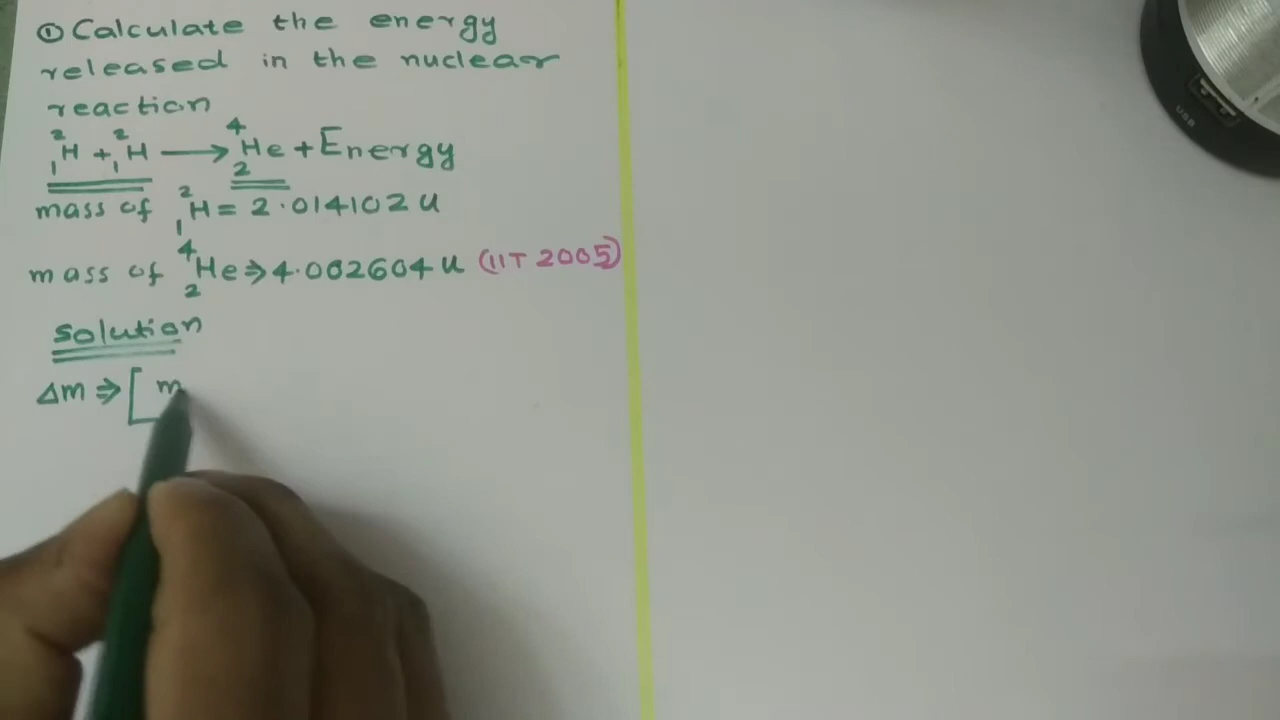 ① Calculate the energy
released in the nuclear
reaction
²₁H + ²₁H ⟶ ⁴₂He + Energy
mass of ²₁H = 2.014102 u
mass of ⁴₂He ⇒ 4.002604 u (IIT 2005)
Solution
Δm ⇒ [ m
USB